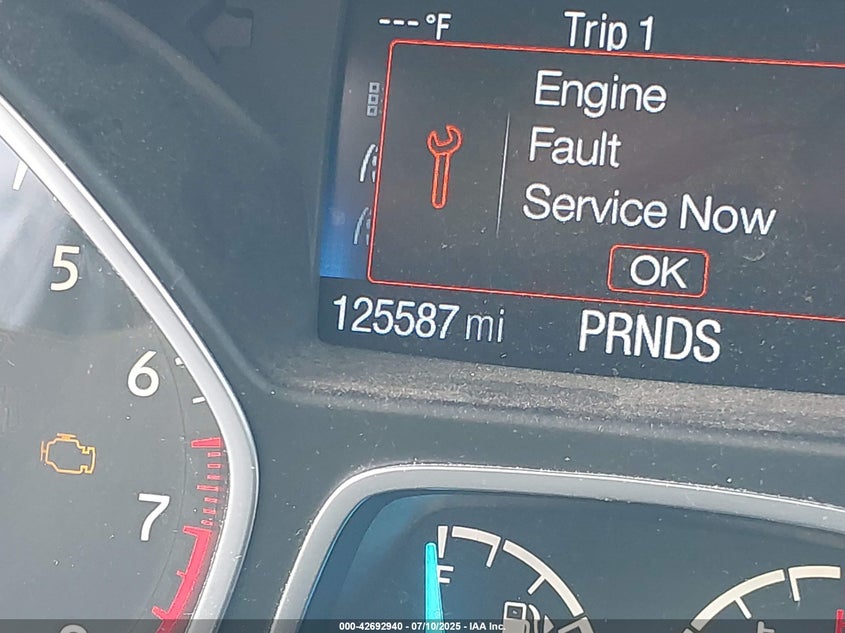 --- °F
Trip 1
Engine
Fault
Service Now
OK
125587 mi
PRNDS
5
6
7
F
000-42692940 - 07/10/2025 - IAA Inc.